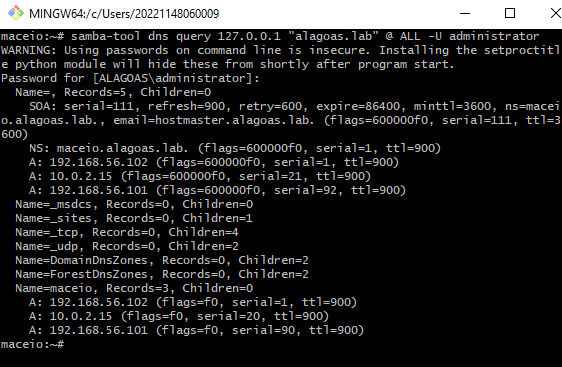 MINGW64:/c/Users/20221148060009
maceio:~# samba-tool dns query 127.0.0.1 "alagoas.lab" @ ALL -U administrator
WARNING: Using passwords on command line is insecure. Installing the setproctitl
e python module will hide these from shortly after program start.
Password for [ALAGOAS\administrator]:
  Name=, Records=5, Children=0
    SOA: serial=111, refresh=900, retry=600, expire=86400, minttl=3600, ns=macei
o.alagoas.lab., email=hostmaster.alagoas.lab. (flags=600000f0, serial=111, ttl=3
600)
    NS: maceio.alagoas.lab. (flags=600000f0, serial=1, ttl=900)
    A: 192.168.56.102 (flags=600000f0, serial=1, ttl=900)
    A: 10.0.2.15 (flags=600000f0, serial=21, ttl=900)
    A: 192.168.56.101 (flags=600000f0, serial=92, ttl=900)
  Name=_msdcs, Records=0, Children=0
  Name=_sites, Records=0, Children=1
  Name=_tcp, Records=0, Children=4
  Name=_udp, Records=0, Children=2
  Name=DomainDnsZones, Records=0, Children=2
  Name=ForestDnsZones, Records=0, Children=2
  Name=maceio, Records=3, Children=0
    A: 192.168.56.102 (flags=f0, serial=1, ttl=900)
    A: 10.0.2.15 (flags=f0, serial=20, ttl=900)
    A: 192.168.56.101 (flags=f0, serial=90, ttl=900)
maceio:~#